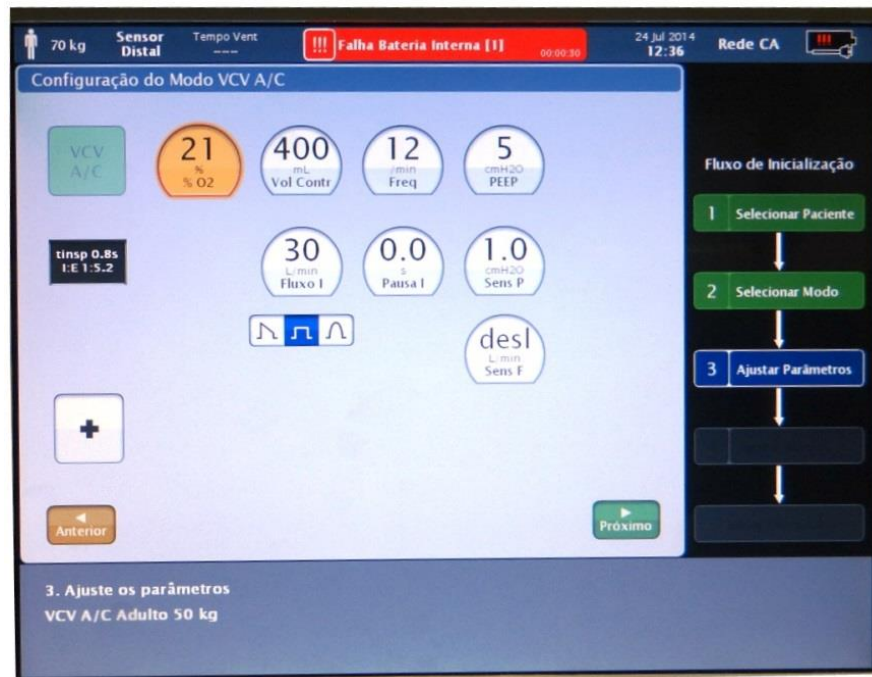 70 kg
Sensor Distal
Tempo Vent
---
!!! Falha Bateria Interna [1] 00:00:30
24 Jul 2014
12:36
Rede CA
!!!
Configuração do Modo VCV A/C
VCV A/C
21 % % O2
400 mL Vol Contr
12 /min Freq
5 cmH2O PEEP
Fluxo de Inicialização
1 Selecionar Paciente
tinsp 0.8s
I:E 1:5.2
30 L/min Fluxo I
0.0 s Pausa I
1.0 cmH2O Sens P
2 Selecionar Modo
desl L/min Sens F
3 Ajustar Parâmetros
+
Anterior
Próximo
3. Ajuste os parâmetros
VCV A/C Adulto 50 kg